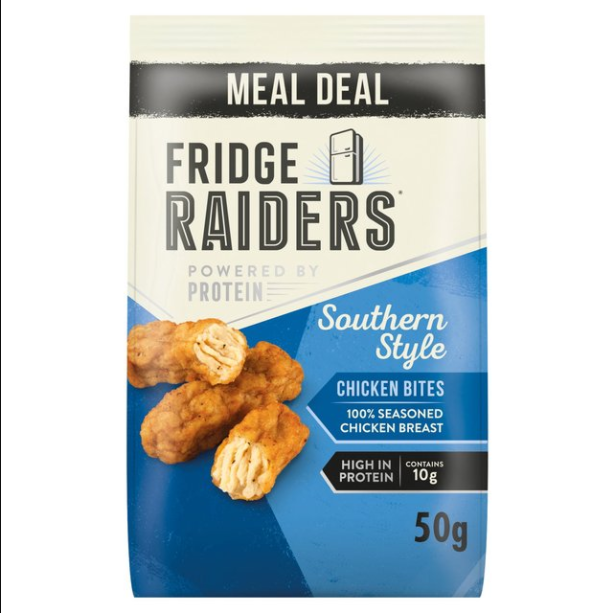 MEAL DEAL
FRIDGE
RAIDERS®
POWERED BY
PROTEIN
Southern
Style
CHICKEN BITES
100% SEASONED
CHICKEN BREAST
HIGH IN
PROTEIN
CONTAINS
10g
50g